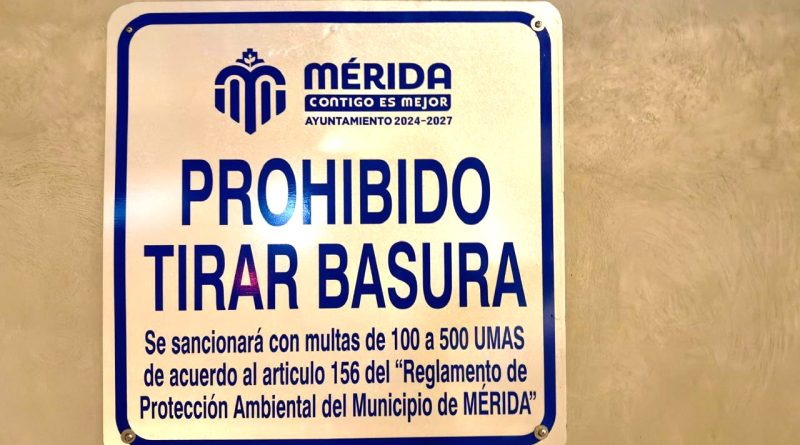 MÉRIDA
CONTIGO ES MEJOR
AYUNTAMIENTO 2024-2027
PROHIBIDO
TIRAR BASURA
Se sancionará con multas de 100 a 500 UMAS
de acuerdo al articulo 156 del “Reglamento de
Protección Ambiental del Municipio de MÉRIDA”